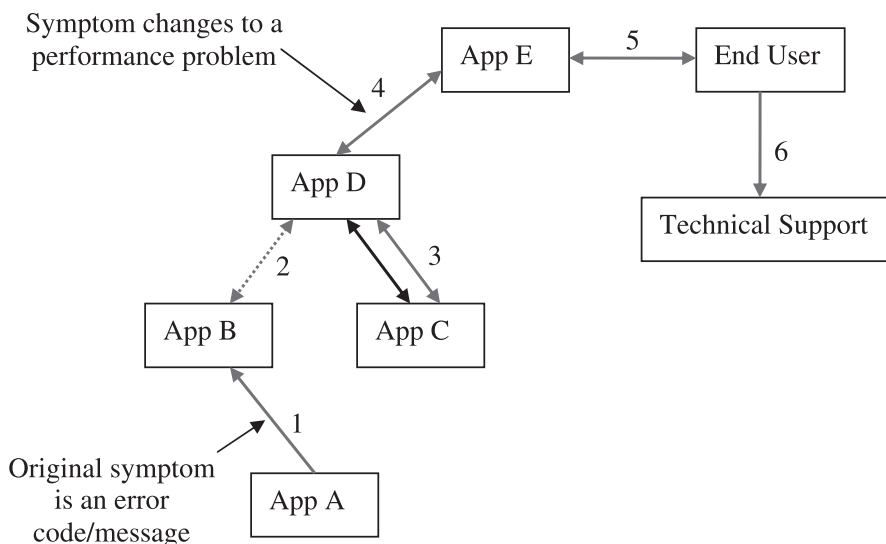 Symptom changes to a
performance problem
App E
5
End User
4
6
App D
Technical Support
2
3
App B
App C
1
Original symptom
is an error
code/message
App A